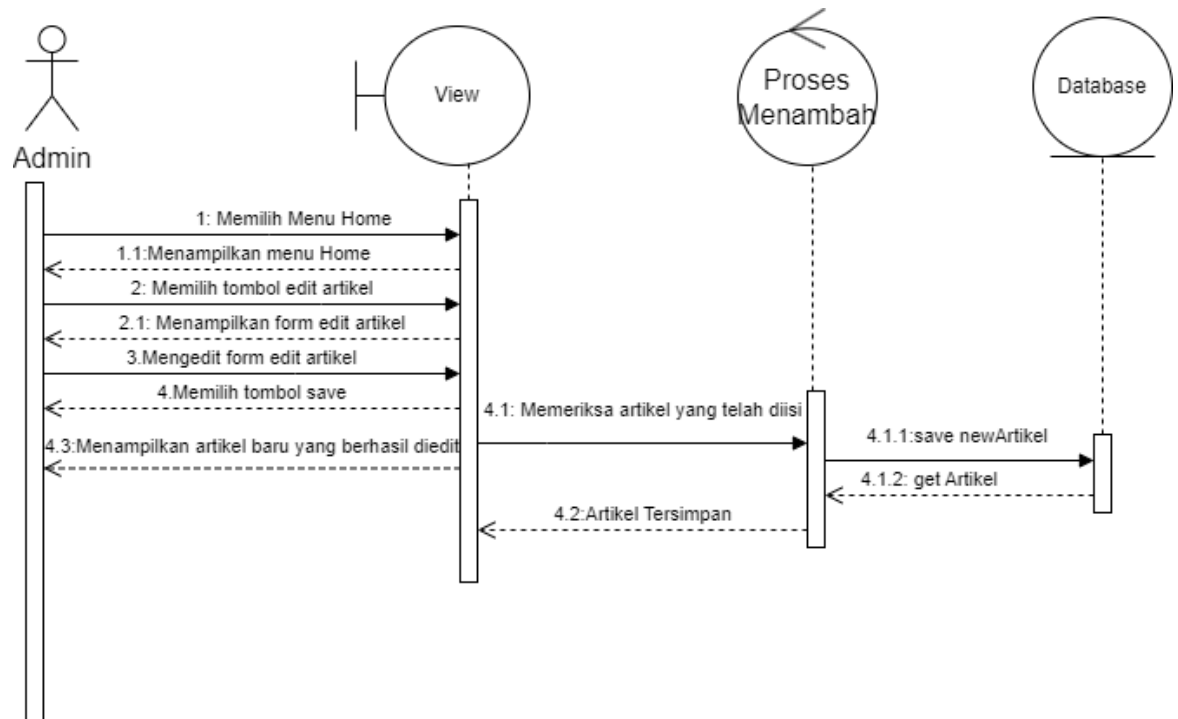 Admin
View
Proses
Menambah
Database
1: Memilih Menu Home
1.1:Menampilkan menu Home
2: Memilih tombol edit artikel
2.1: Menampilkan form edit artikel
3.Mengedit form edit artikel
4.Memilih tombol save
4.1: Memeriksa artikel yang telah diisi
4.1.1:save newArtikel
4.3:Menampilkan artikel baru yang berhasil diedit
4.1.2: get Artikel
4.2:Artikel Tersimpan